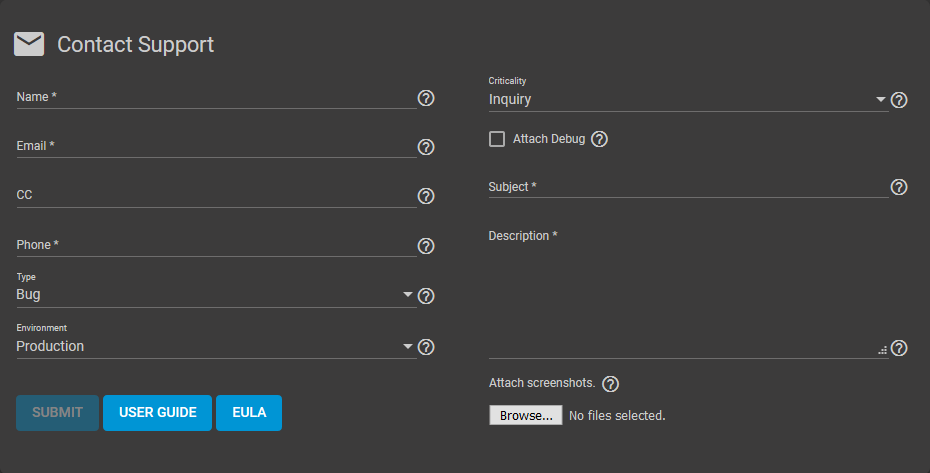 Contact Support
Name *
Email *
CC
Phone *
Type
Bug
Environment
Production
SUBMIT
USER GUIDE
EULA
Criticality
Inquiry
Attach Debug
Subject *
Description *
Attach screenshots.
Browse... No files selected.